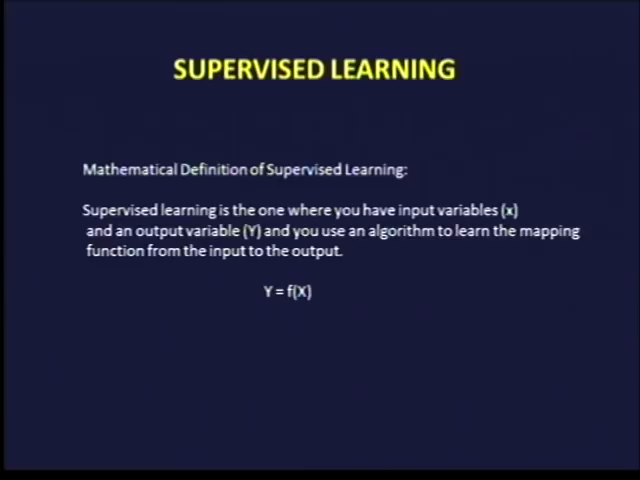 SUPERVISED LEARNING
Mathematical Definition of Supervised Learning:
Supervised learning is the one where you have input variables (x)
and an output variable (Y) and you use an algorithm to learn the mapping
function from the input to the output.
Y = f(X)